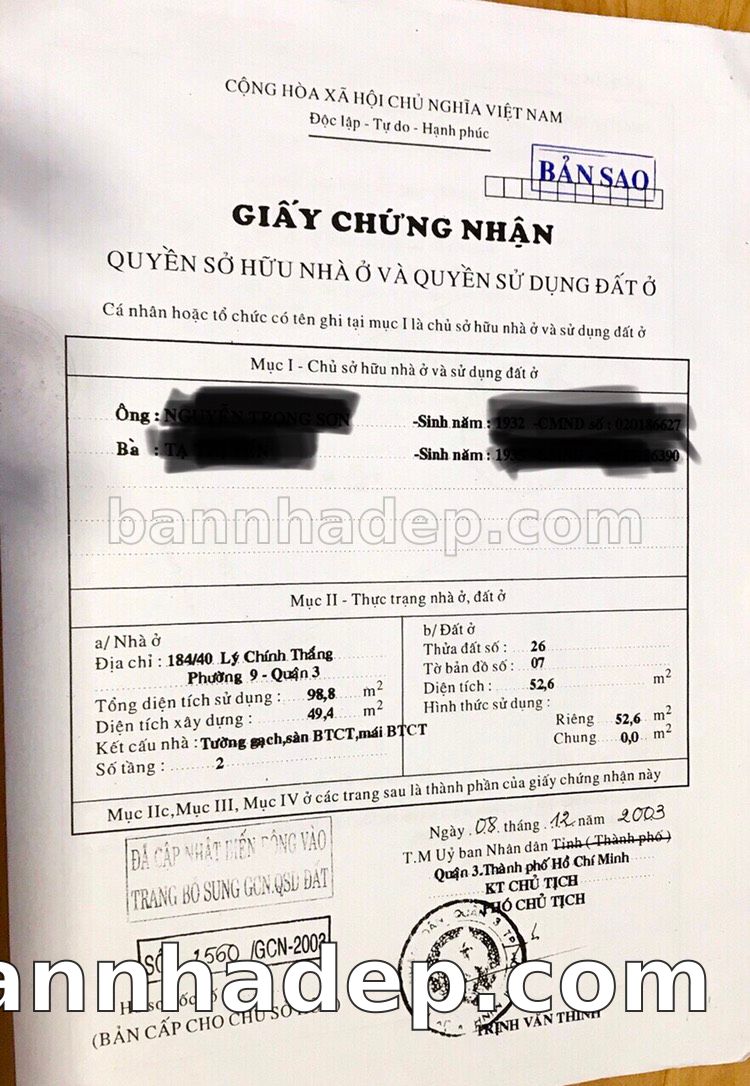 CỘNG HÒA XÃ HỘI CHỦ NGHĨA VIỆT NAM
Độc lập - Tự do - Hạnh phúc
BẢN SAO
GIẤY CHỨNG NHẬN
QUYỀN SỞ HỮU NHÀ Ở VÀ QUYỀN SỬ DỤNG ĐẤT Ở
Cá nhân hoặc tổ chức có tên ghi tại mục I là chủ sở hữu nhà ở và sử dụng đất ở
Mục I - Chủ sở hữu nhà ở và sử dụng đất ở
Ông : -Sinh năm :
Bà : -Sinh năm :
bannhadep.com
Mục II - Thực trạng nhà ở, đất ở
a/ Nhà ở
Địa chỉ : 184/40 Lý Chính Thắng
Phường 9 - Quận 3
Tổng diện tích sử dụng : 98,8 m2
Diện tích xây dựng : 49,4 m2
Kết cấu nhà : Tường gạch,sàn BTCT,mái BTCT
Số tầng : 2
b/ Đất ở
Thửa đất số : 26
Tờ bản đồ số : 07
Diện tích : 52,6 m2
Hình thức sử dụng :
Riêng 52,6 m2
Chung 0,0 m2
Mục IIc,Mục III, Mục IV ở các trang sau là thành phần của giấy chứng nhận này
ĐÃ CẬP NHẬT BIẾN ĐỘNG VÀO
TRANG BỔ SUNG GCN.QSD ĐẤT
Ngày 08 tháng 12 năm 2003
T.M Uỷ ban Nhân dân Tỉnh ( Thành phố )
Quận 3.Thành phố Hồ Chí Minh
KT CHỦ TỊCH
PHÓ CHỦ TỊCH
SỐ 1560 /GCN-2003
annhadep.com
(BẢN CẤP CHO CHỦ SỞ
TRỊNH VĂN THÌNH